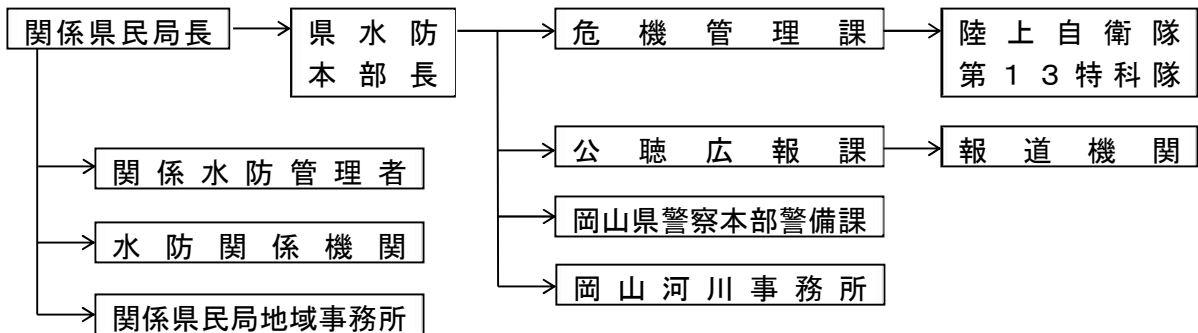 関係県民局長
県水防
本部長
危機管理課
陸上自衛隊
第１３特科隊
公聴広報課
報道機関
関係水防管理者
岡山県警察本部警備課
水防関係機関
岡山河川事務所
関係県民局地域事務所